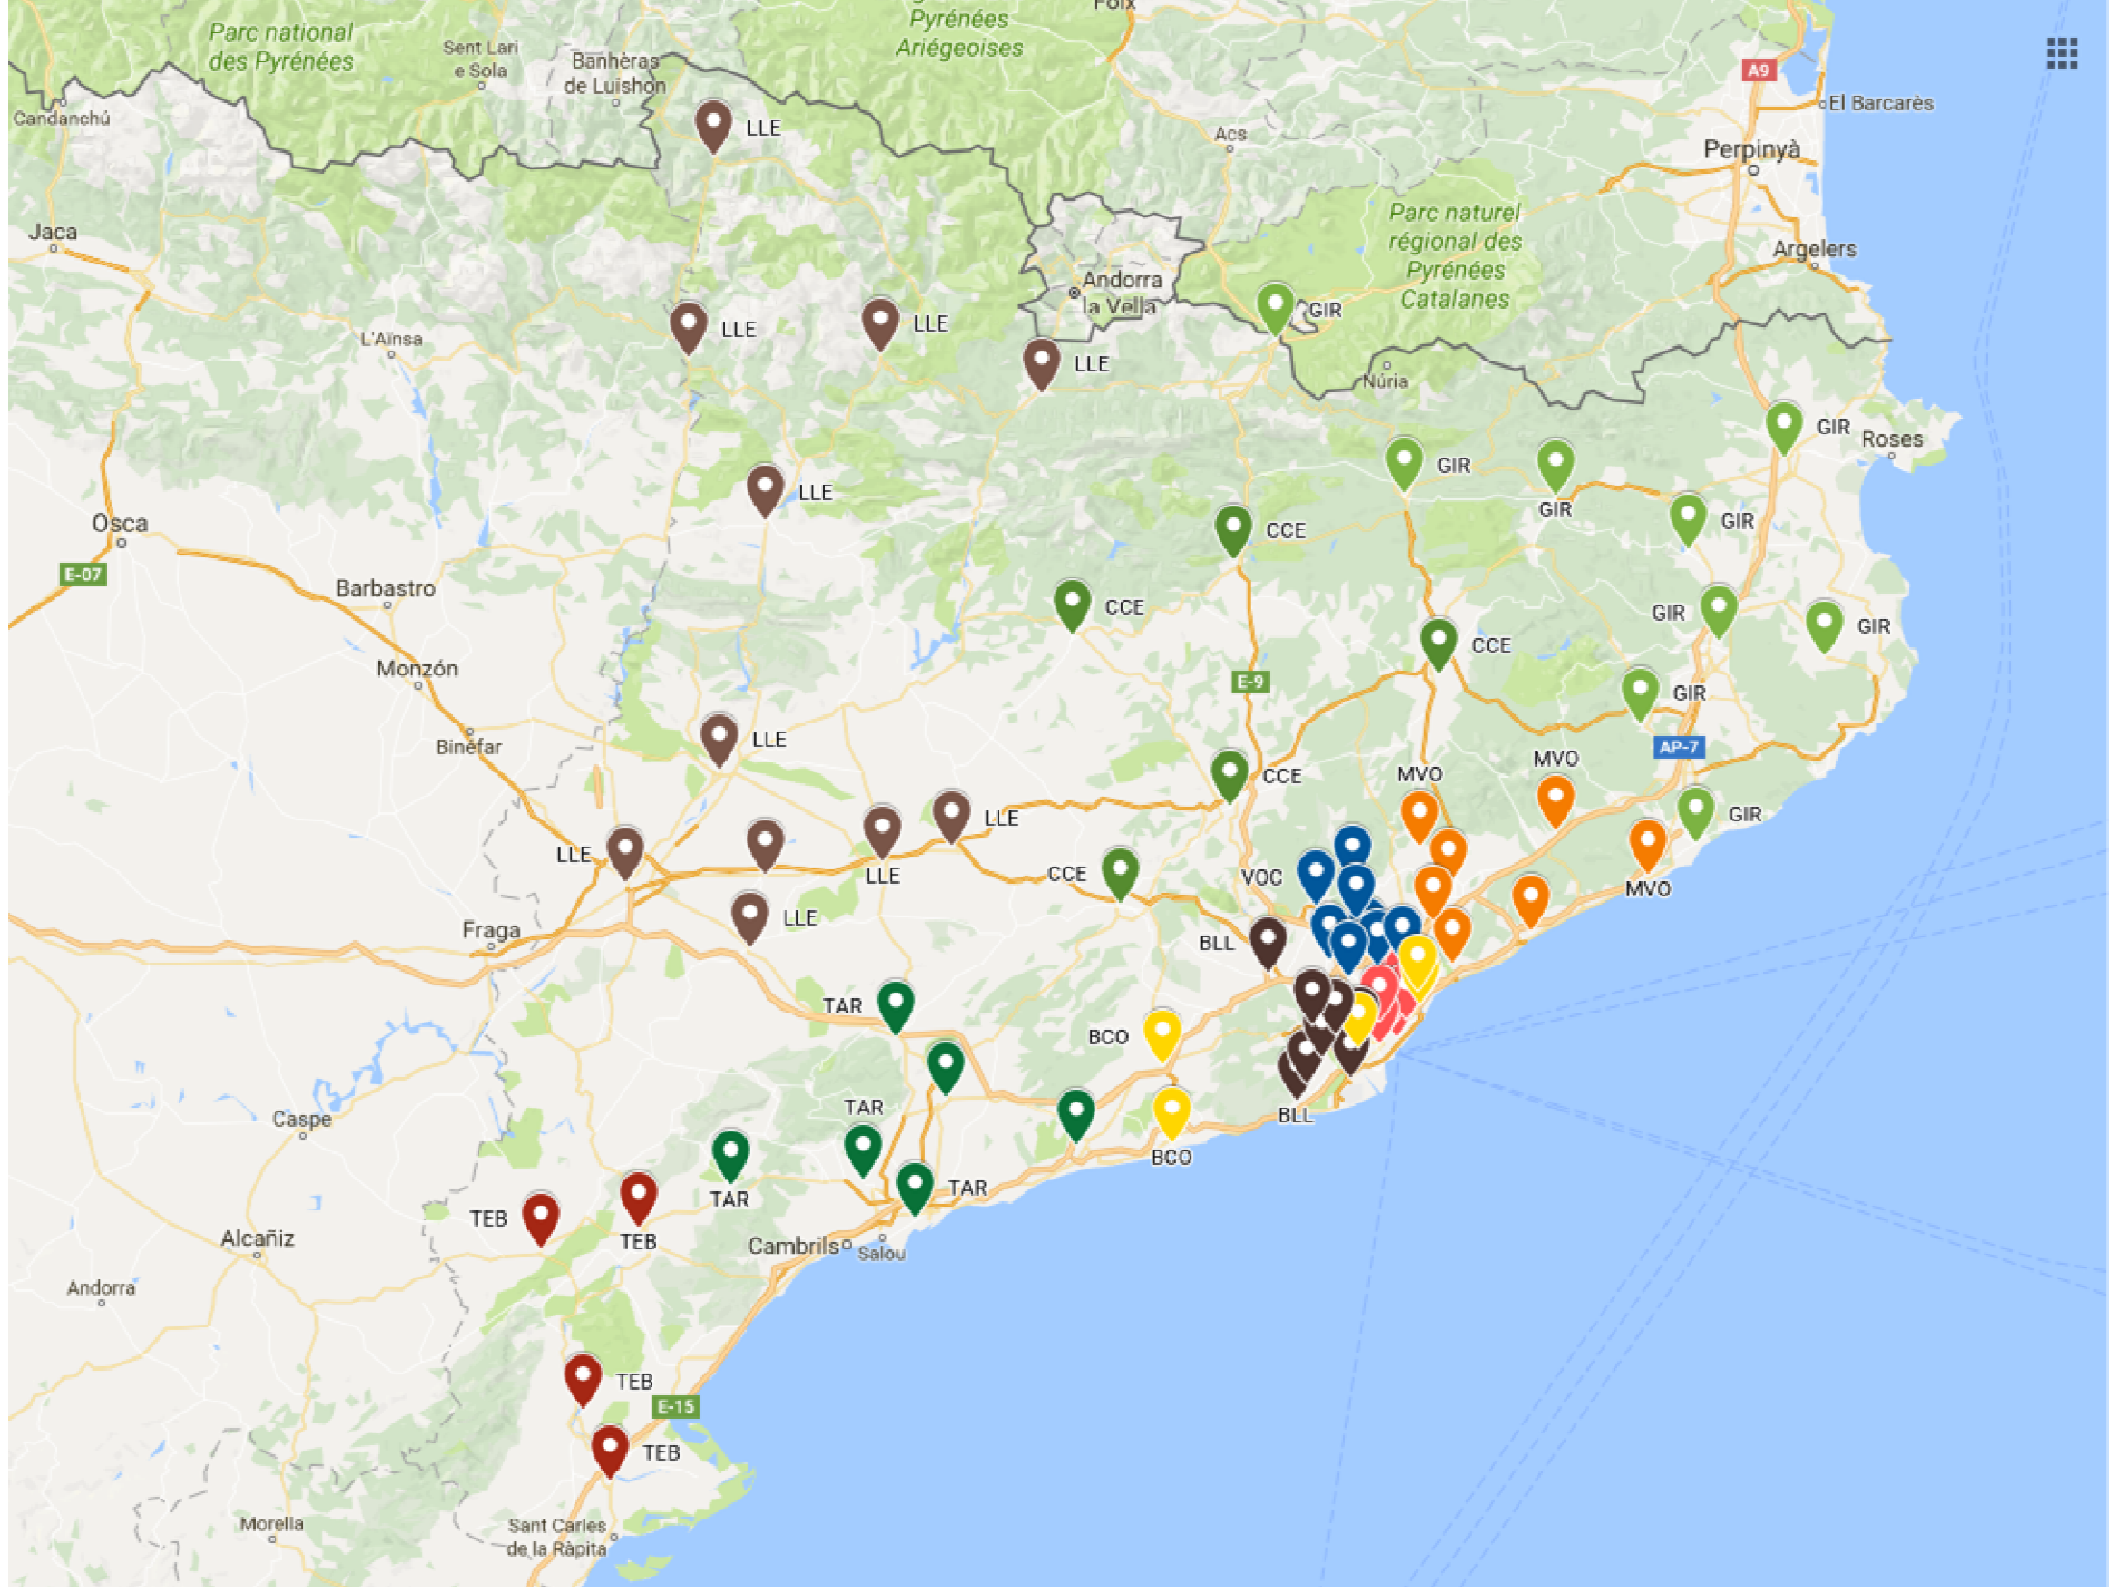 Foix
Parc national
des Pyrénées
Pyrénées
Ariégeoises
Sent Lari
e Sola
Banhèras
de Luishon
A9
El Barcarès
Candanchú
LLE
Acs
Perpinyà
Jaca
Parc naturel
régional des
Pyrénées
Catalanes
Argelers
Andorra
la Vella
GIR
LLE
LLE
L'Aïnsa
LLE
Núria
GIR
Roses
GIR
LLE
GIR
GIR
Osca
CCE
E-07
Barbastro
CCE
GIR
GIR
CCE
Monzón
E-9
GIR
LLE
Binéfar
AP-7
MVO
MVO
CCE
LLE
GIR
LLE
LLE
CCE
VOC
MVO
LLE
Fraga
BLL
TAR
BCO
TAR
Caspe
BLL
BCO
TAR
TAR
TEB
TEB
Cambrils
Salou
Alcañiz
Andorra
TEB
E-15
TEB
Morella
Sant Carles
de la Ràpita